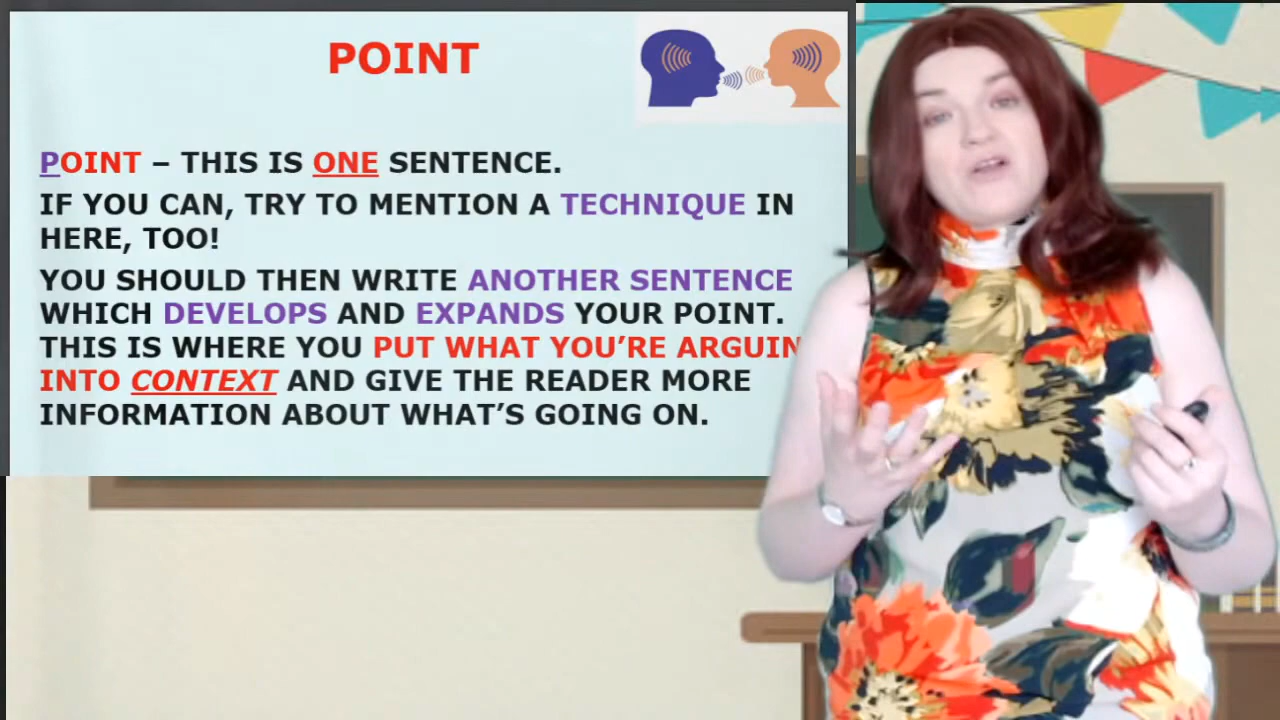 POINT
POINT – THIS IS ONE SENTENCE.
IF YOU CAN, TRY TO MENTION A TECHNIQUE IN
HERE, TOO!
YOU SHOULD THEN WRITE ANOTHER SENTENCE
WHICH DEVELOPS AND EXPANDS YOUR POINT.
THIS IS WHERE YOU PUT WHAT YOU'RE ARGUIN
INTO CONTEXT AND GIVE THE READER MORE
INFORMATION ABOUT WHAT'S GOING ON.